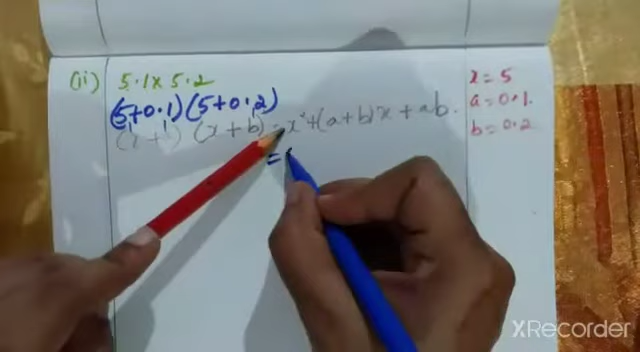 (ii) 5.1 x 5.2
(5+0.1)(5+0.2)
(x + ) (x + b) = x² + (a+b)x + ab.
=
x = 5
a = 0.1.
b = 0.2
XRecorder